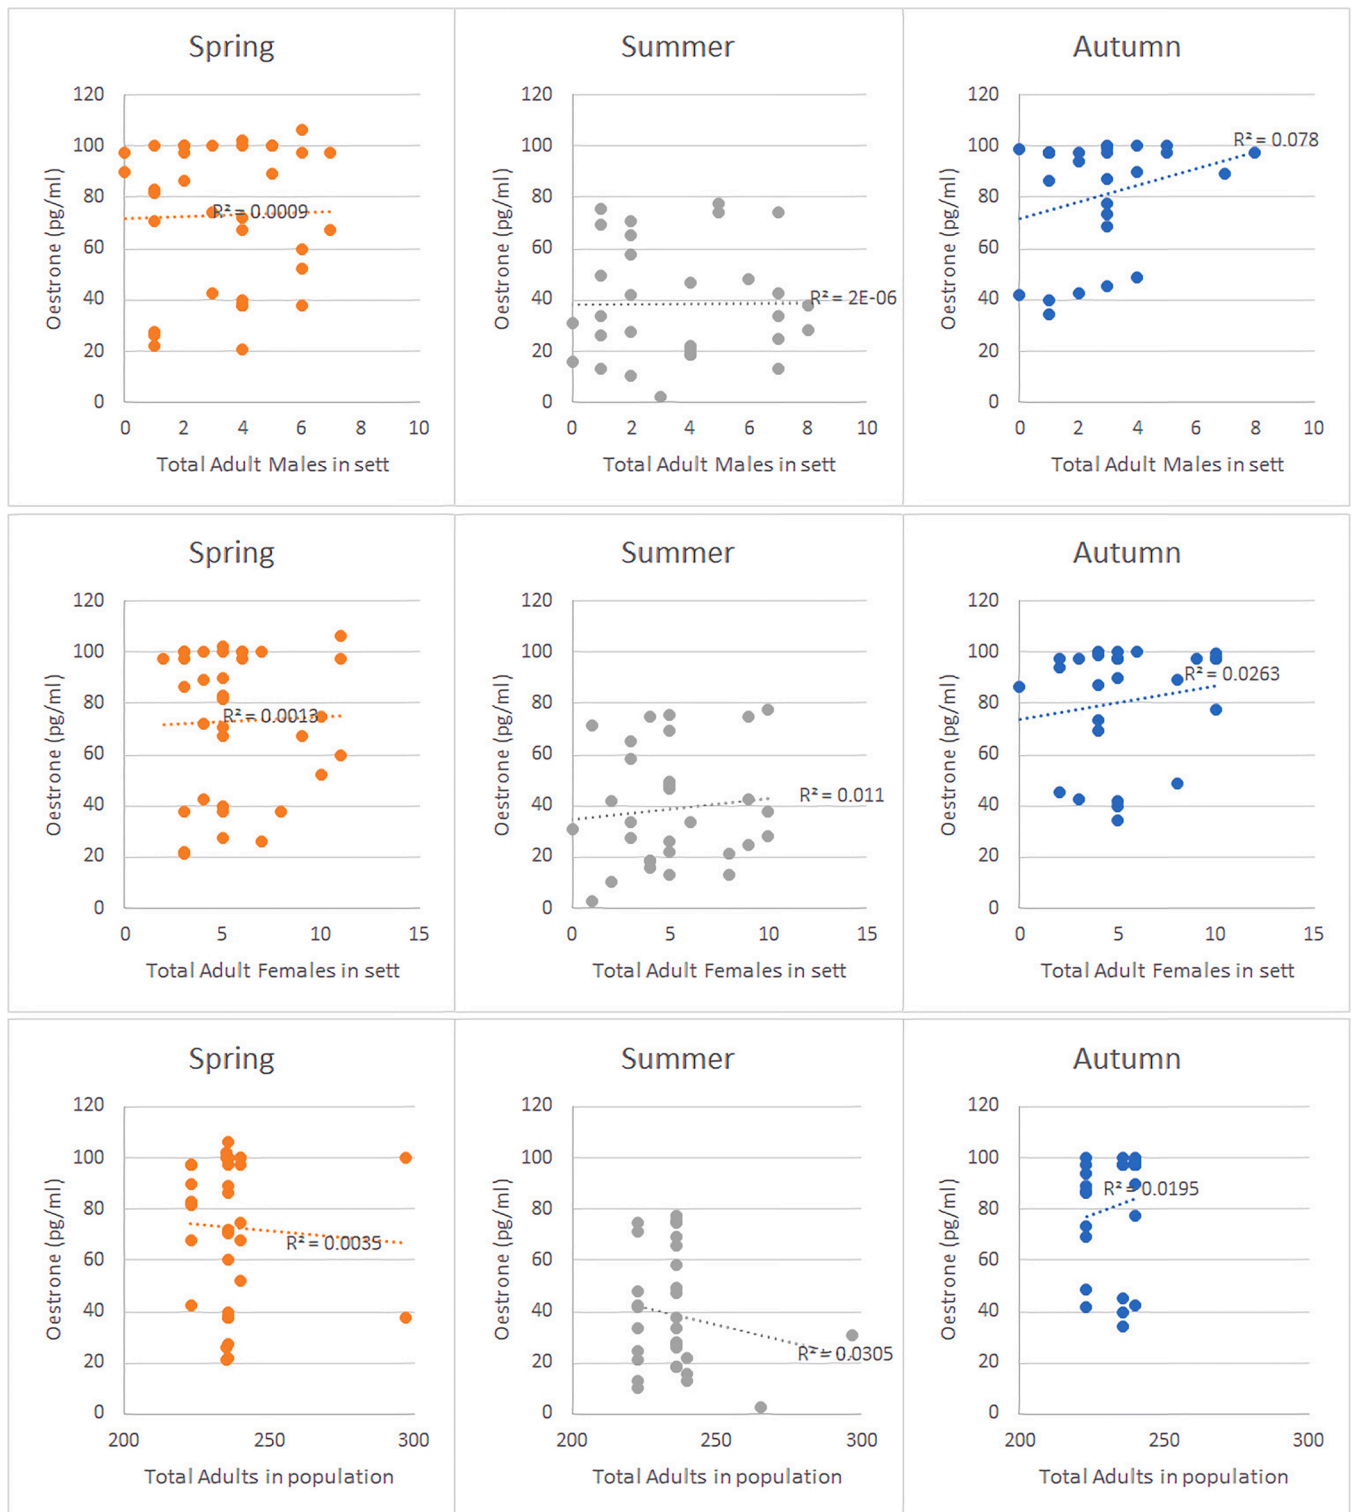 Spring
120
100
80
60
40
20
0
Oestrone (pg/ml)
R² = 0.0009
0 2 4 6 8 10
Total Adult Males in sett
Summer
120
100
80
60
40
20
0
Oestrone (pg/ml)
R² = 2E-06
0 2 4 6 8 10
Total Adult Males in sett
Autumn
120
100
80
60
40
20
0
Oestrone (pg/ml)
R² = 0.078
0 2 4 6 8 10
Total Adult Males in sett
Spring
120
100
80
60
40
20
0
Oestrone (pg/ml)
R² = 0.0013
0 5 10 15
Total Adult Females in sett
Summer
120
100
80
60
40
20
0
Oestrone (pg/ml)
R² = 0.011
0 5 10 15
Total Adult Females in sett
Autumn
120
100
80
60
40
20
0
Oestrone (pg/ml)
R² = 0.0263
0 5 10 15
Total Adult Females in sett
Spring
120
100
80
60
40
20
0
Oestrone (pg/ml)
R² = 0.0035
200 250 300
Total Adults in population
Summer
120
100
80
60
40
20
0
Oestrone (pg/ml)
R² = 0.0305
200 250 300
Total Adults in population
Autumn
120
100
80
60
40
20
0
Oestrone (pg/ml)
R² = 0.0195
200 250 300
Total Adults in population